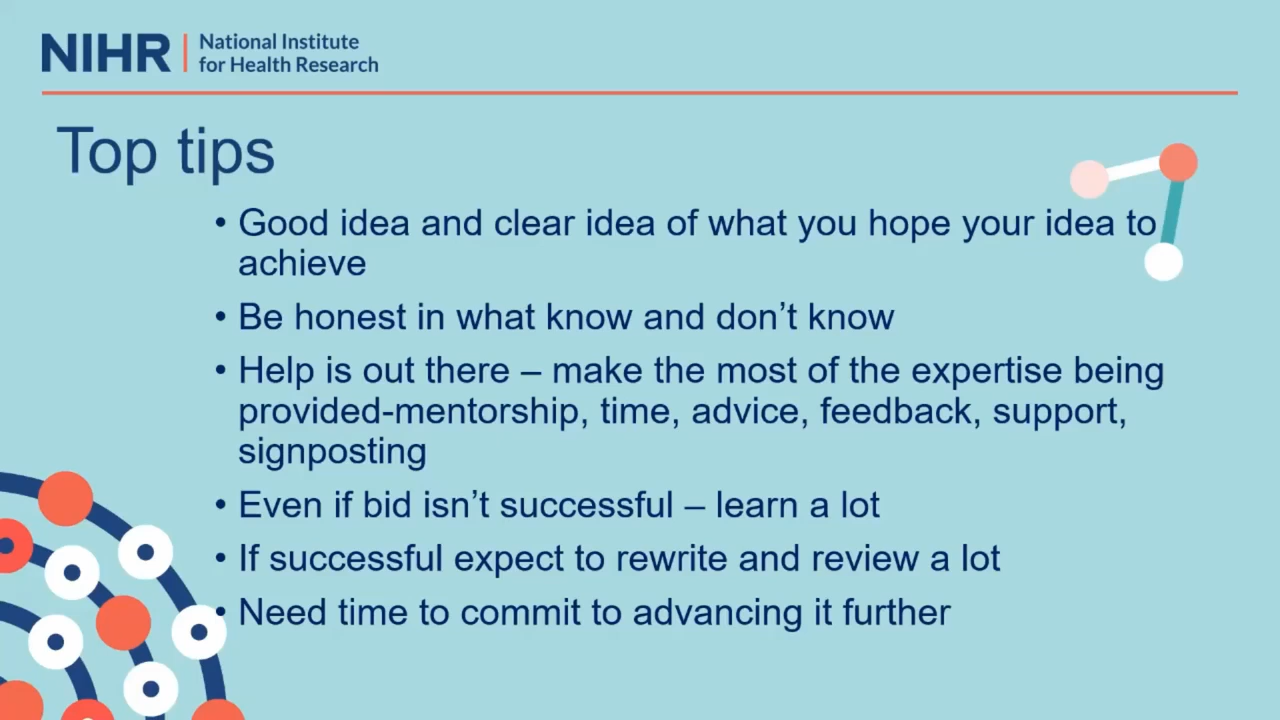 NIHR
National Institute
for Health Research
Top tips
• Good idea and clear idea of what you hope your idea to
achieve
• Be honest in what know and don’t know
• Help is out there – make the most of the expertise being
provided-mentorship, time, advice, feedback, support,
signposting
• Even if bid isn’t successful – learn a lot
• If successful expect to rewrite and review a lot
• Need time to commit to advancing it further